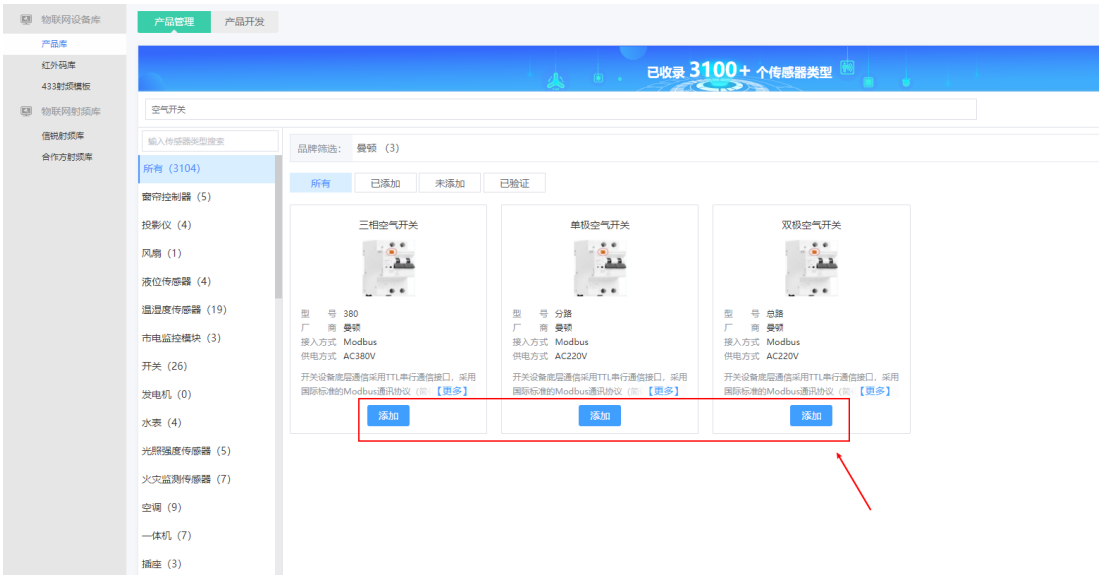 物联网设备库
产品库
红外码库
433射频模板
物联网射频库
信锐射频库
合作方射频库
产品管理
产品开发
已收录 3100+ 个传感器类型
空气开关
输入传感器类型搜索
所有 (3104)
窗帘控制器 (5)
投影仪 (4)
风扇 (1)
液位传感器 (4)
温湿度传感器 (19)
市电监控模块 (3)
开关 (26)
发电机 (0)
水表 (4)
光照强度传感器 (5)
火灾监测传感器 (7)
空调 (9)
一体机 (7)
插座 (3)
品牌筛选： 曼顿 (3)
所有 已添加 未添加 已验证
三相空气开关
型 号 380
厂 商 曼顿
接入方式 Modbus
供电方式 AC380V
开关设备底层通信采用TTL串行通信接口，采用
国际标准的Modbus通讯协议（简 【更多】
添加
单极空气开关
型 号 分路
厂 商 曼顿
接入方式 Modbus
供电方式 AC220V
开关设备底层通信采用TTL串行通信接口，采用
国际标准的Modbus通讯协议（简 【更多】
添加
双极空气开关
型 号 总路
厂 商 曼顿
接入方式 Modbus
供电方式 AC220V
开关设备底层通信采用TTL串行通信接口，采用
国际标准的Modbus通讯协议（简 【更多】
添加